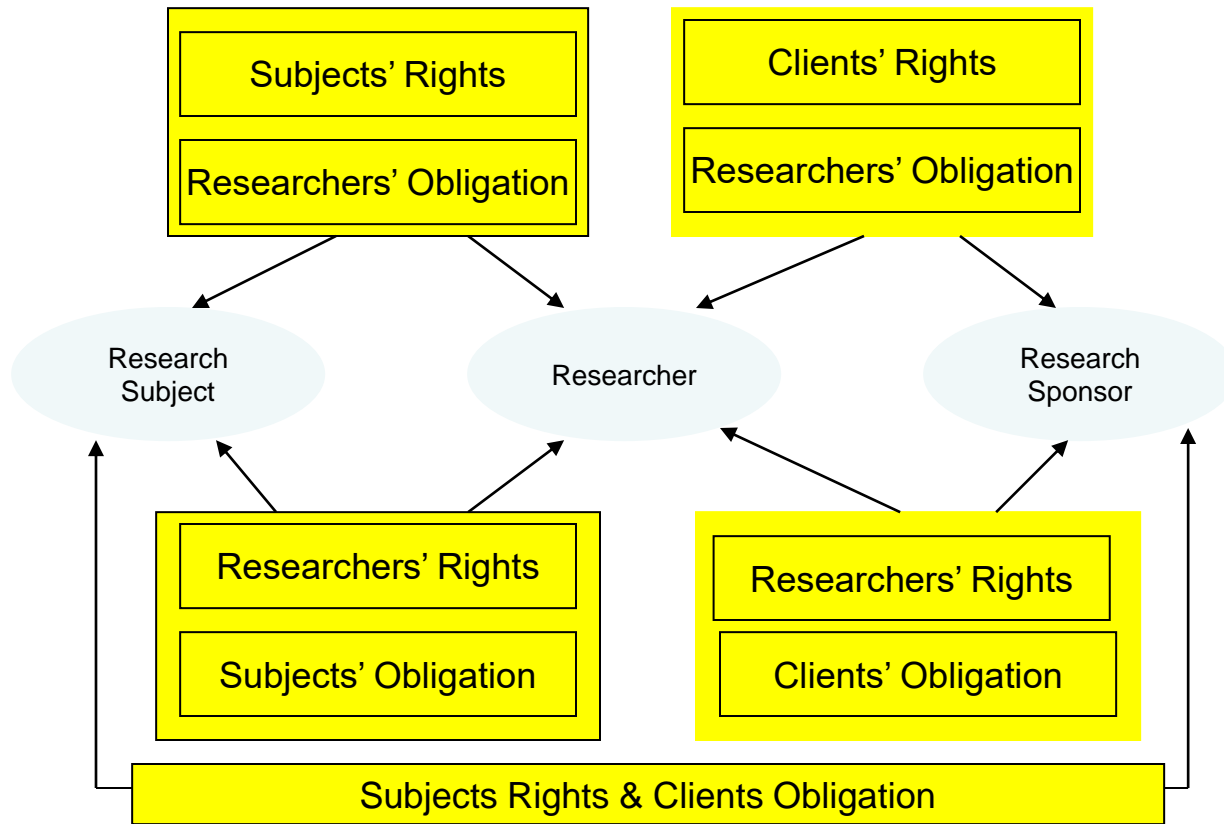 Subjects’ Rights
Researchers’ Obligation
Clients’ Rights
Researchers’ Obligation
Research
Subject
Researcher
Research
Sponsor
Researchers’ Rights
Subjects’ Obligation
Researchers’ Rights
Clients’ Obligation
Subjects Rights & Clients Obligation